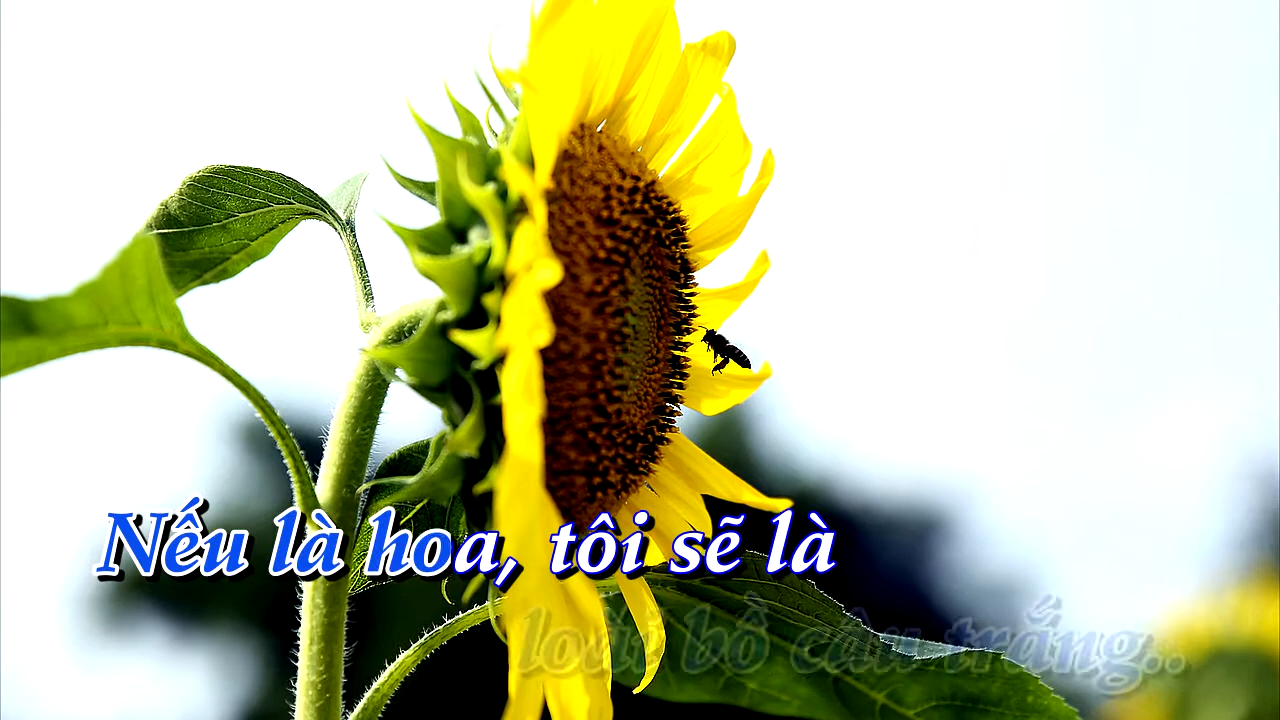 Nếu là hoa, tôi sẽ là
loài bồ câu trắng..